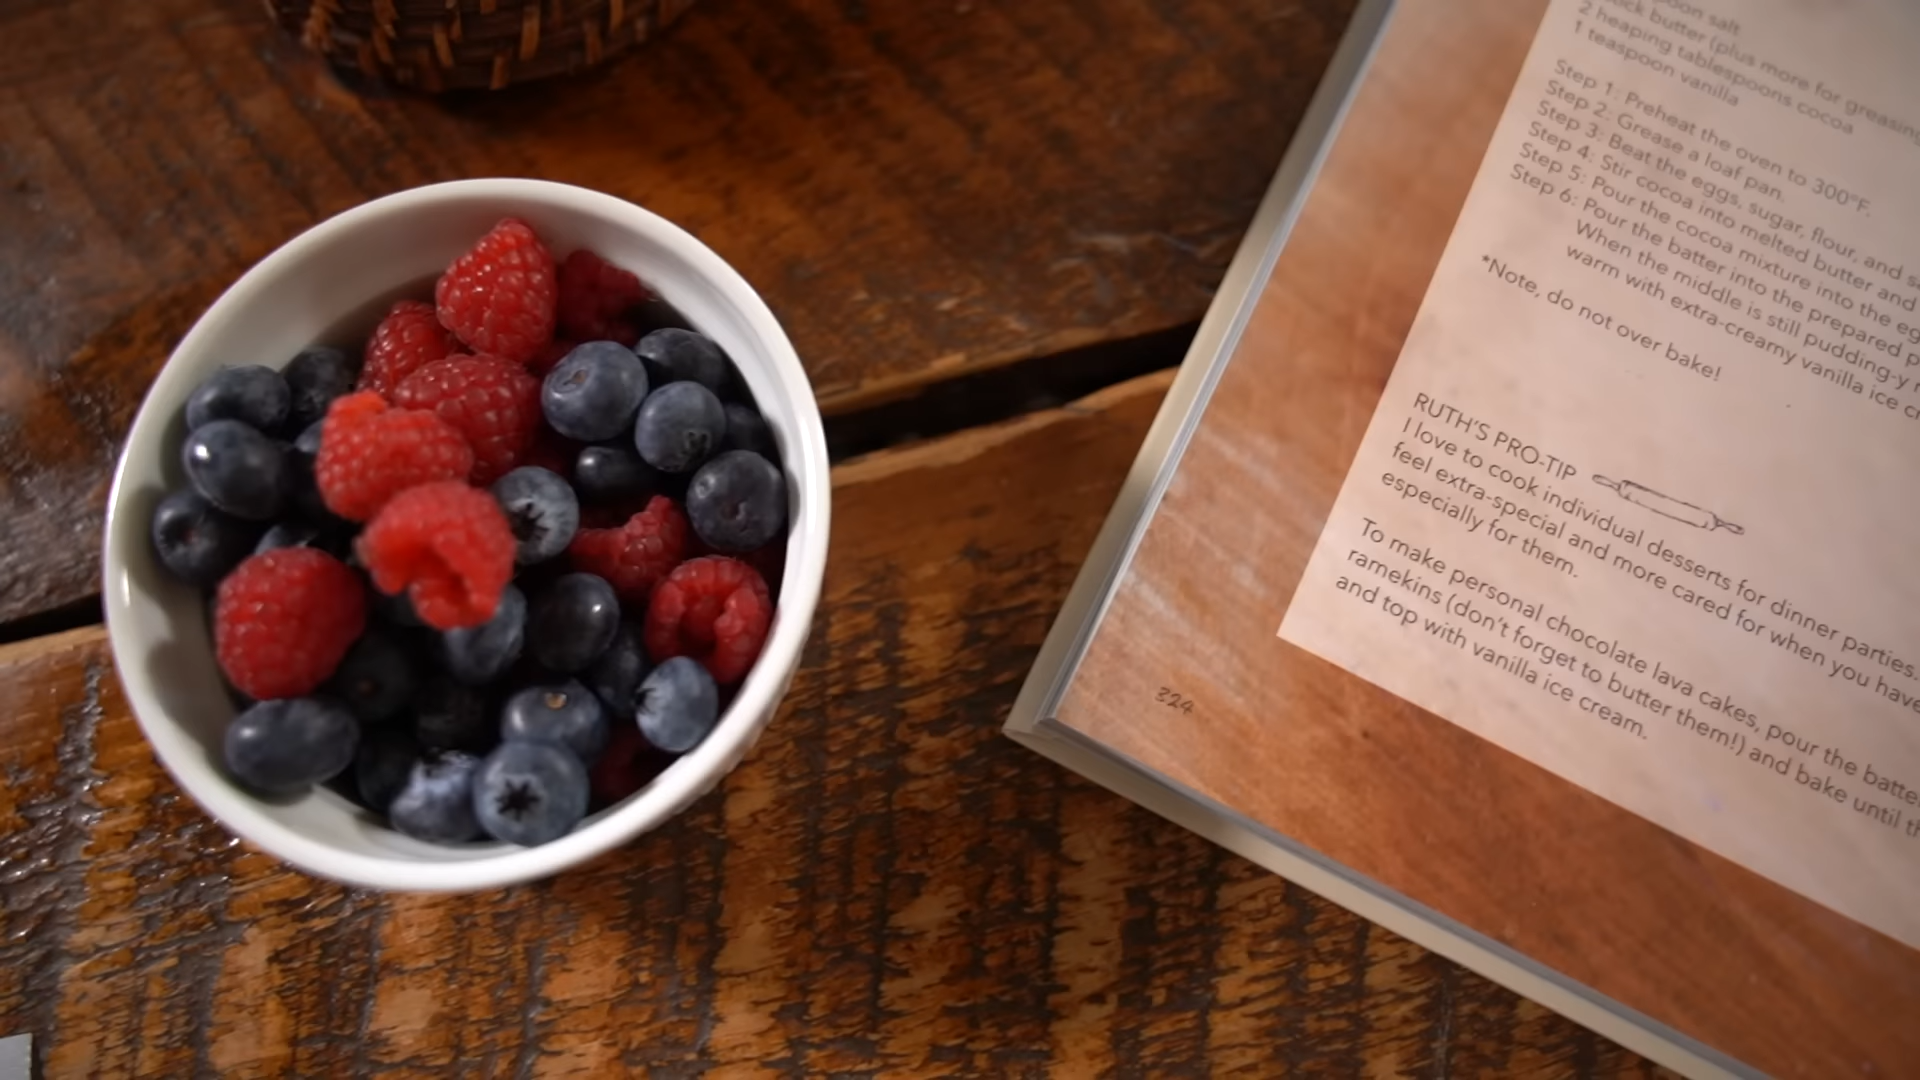 salt
butter (plus more for greasing
2 heaping tablespoons cocoa
1 teaspoon vanilla
Step 1: Preheat the oven to 300°F.
Step 2: Grease a loaf pan.
Step 3: Beat the eggs, sugar, flour, and
Step 4: Stir cocoa into melted butter and
Step 5: Pour the cocoa mixture into the
Step 6: Pour the batter into the prepared
When the middle is still pudding-y
warm with extra-creamy vanilla ice
*Note, do not over bake!
RUTH'S PRO-TIP
I love to cook individual desserts for dinner parties.
feel extra-special and more cared for when you have
especially for them.
To make personal chocolate lava cakes, pour the
ramekins (don't forget to butter them!) and bake until
and top with vanilla ice cream.
324